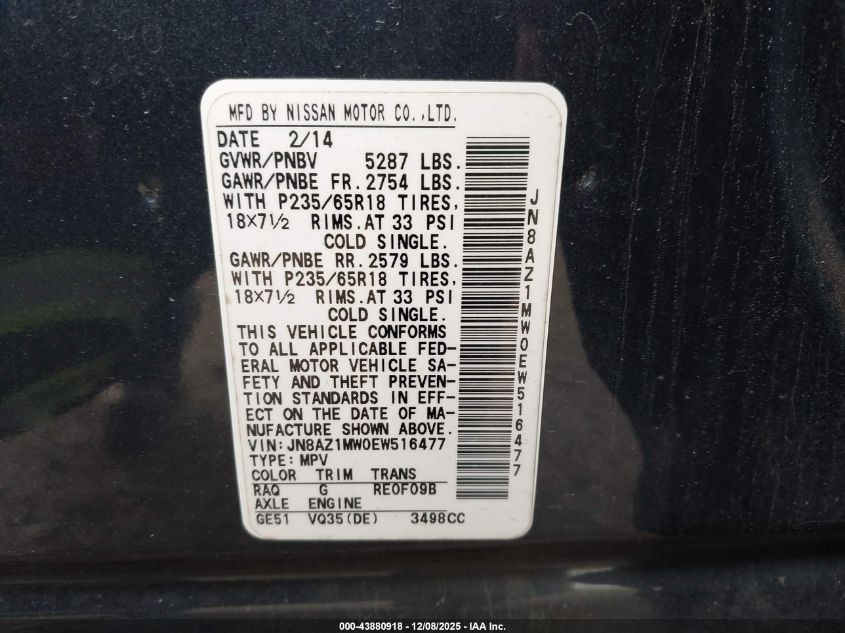 MFD BY NISSAN MOTOR CO.,LTD.
DATE 2/14
GVWR/PNBV 5287 LBS.
GAWR/PNBE FR. 2754 LBS.
WITH P235/65R18 TIRES,
18×7½ RIMS.AT 33 PSI
COLD SINGLE.
GAWR/PNBE RR. 2579 LBS.
WITH P235/65R18 TIRES,
18×7½ RIMS.AT 33 PSI
COLD SINGLE.
THIS VEHICLE CONFORMS
TO ALL APPLICABLE FED-
ERAL MOTOR VEHICLE SA-
FETY AND THEFT PREVEN-
TION STANDARDS IN EFF-
ECT ON THE DATE OF MA-
NUFACTURE SHOWN ABOVE.
VIN:JN8AZ1MW0EW516477
TYPE:MPV
COLOR TRIM TRANS
RAQ G RE0F09B
AXLE ENGINE
GE51 VQ35(DE) 3498CC
JN8AZ1MW0EW516477
000-43880918 - 12/08/2025 - IAA Inc.